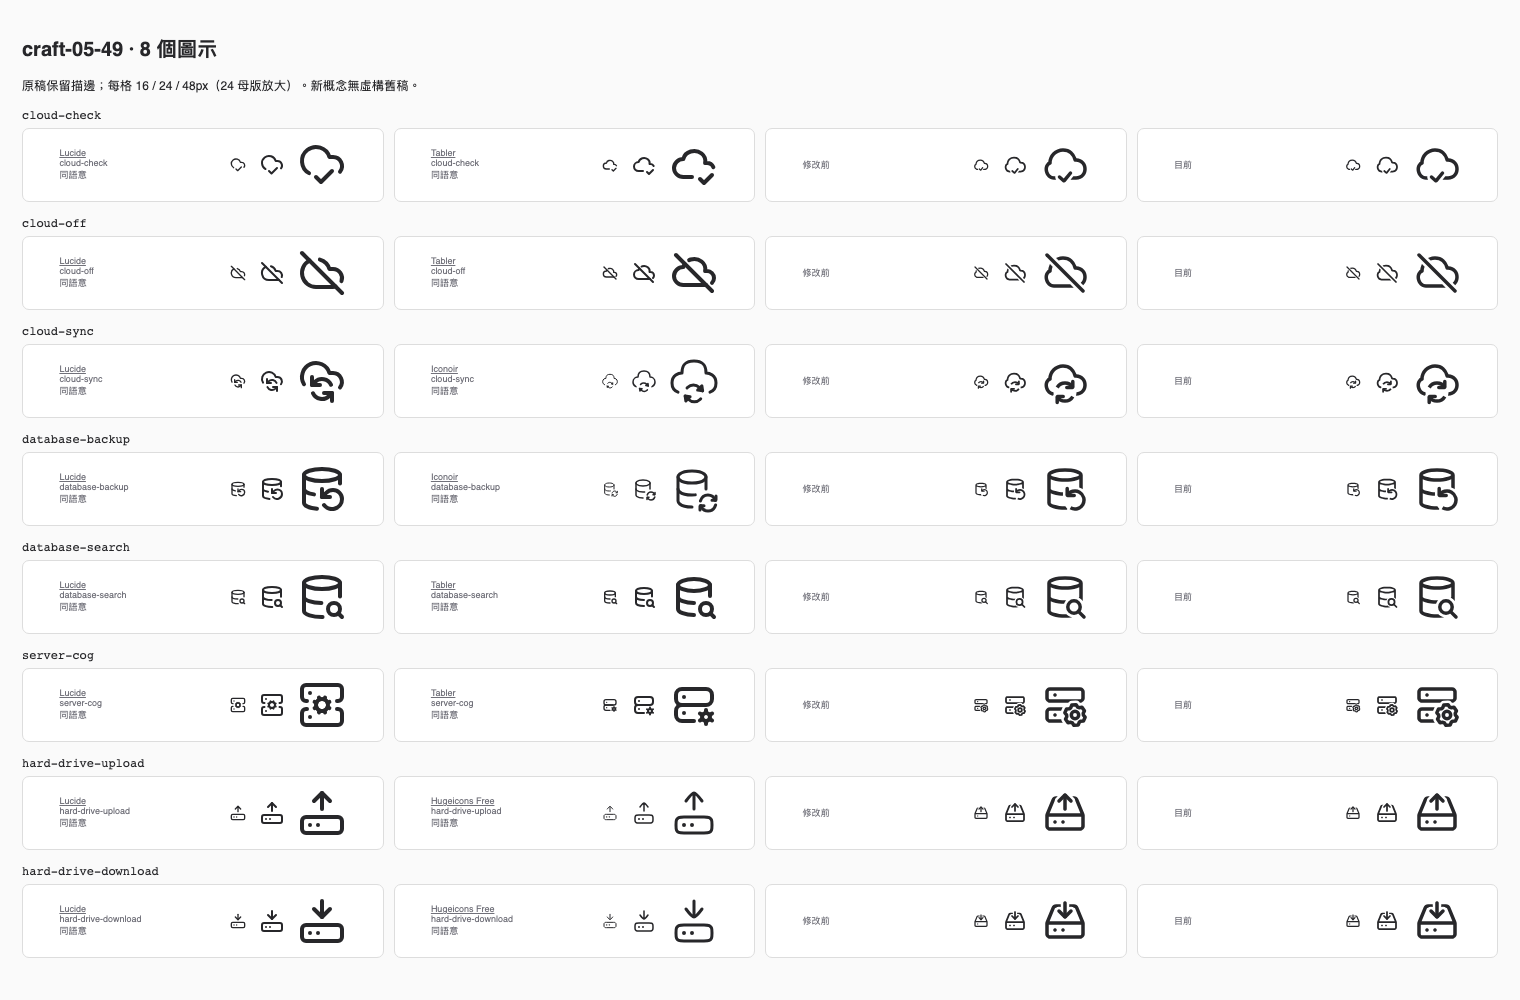 craft-05-49 · 8 個圖示
原稿保留描邊；每格 16 / 24 / 48px（24 母版放大）。新概念無虛構舊稿。
cloud-check
Lucide
cloud-check
同語意
Tabler
cloud-check
同語意
修改前
目前
cloud-off
Lucide
cloud-off
同語意
Tabler
cloud-off
同語意
修改前
目前
cloud-sync
Lucide
cloud-sync
同語意
Iconoir
cloud-sync
同語意
修改前
目前
database-backup
Lucide
database-backup
同語意
Iconoir
database-backup
同語意
修改前
目前
database-search
Lucide
database-search
同語意
Tabler
database-search
同語意
修改前
目前
server-cog
Lucide
server-cog
同語意
Tabler
server-cog
同語意
修改前
目前
hard-drive-upload
Lucide
hard-drive-upload
同語意
Hugeicons Free
hard-drive-upload
同語意
修改前
目前
hard-drive-download
Lucide
hard-drive-download
同語意
Hugeicons Free
hard-drive-download
同語意
修改前
目前